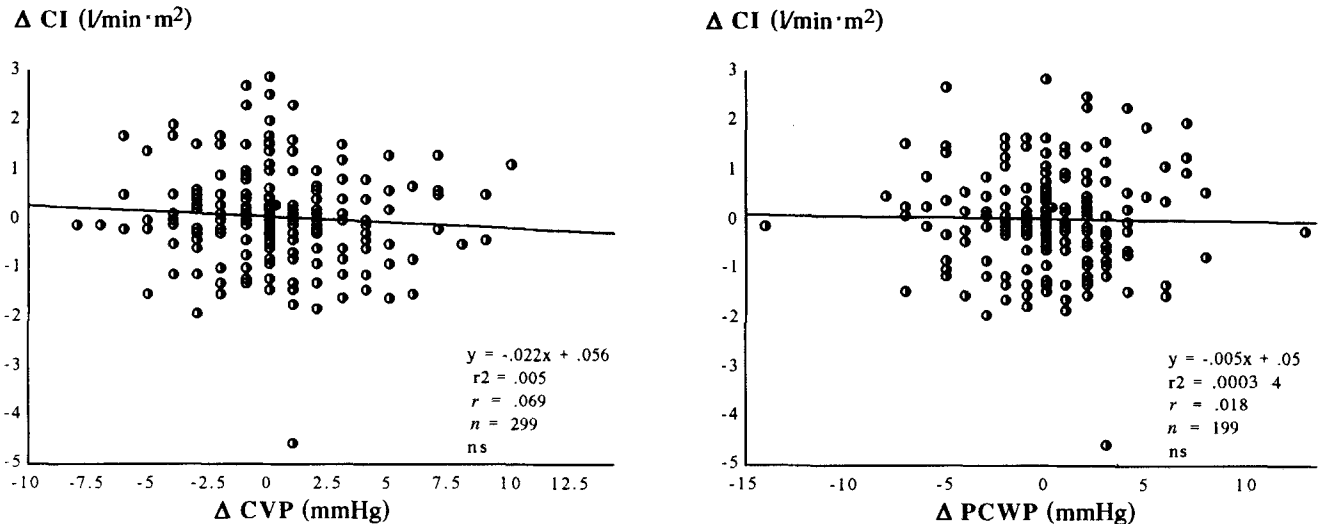 Δ CI (l/min·m2)
3
2
1
0
-1
-2
-3
-4
-5
y = -.022x + .056
r2 = .005
r = .069
n = 299
ns
-10 -7.5 -5 -2.5 0 2.5 5 7.5 10 12.5
Δ CVP (mmHg)
Δ CI (l/min·m2)
3
2
1
0
-1
-2
-3
-4
-5
y = -.005x + .05
r2 = .0003 4
r = .018
n = 199
ns
-15 -10 -5 0 5 10
Δ PCWP (mmHg)